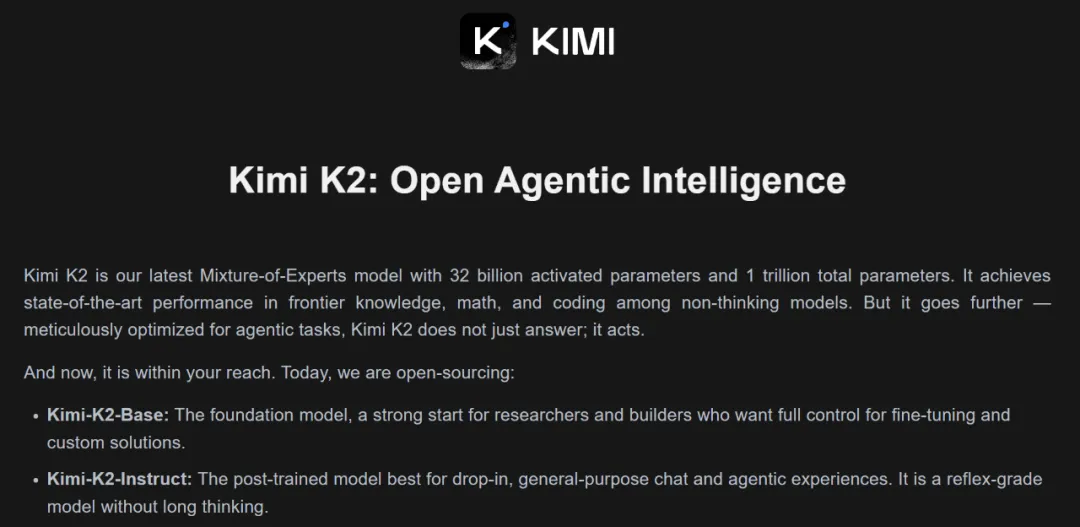 K KIMI
Kimi K2: Open Agentic Intelligence
Kimi K2 is our latest Mixture-of-Experts model with 32 billion activated parameters and 1 trillion total parameters. It achieves
state-of-the-art performance in frontier knowledge, math, and coding among non-thinking models. But it goes further —
meticulously optimized for agentic tasks, Kimi K2 does not just answer; it acts.
And now, it is within your reach. Today, we are open-sourcing:
• Kimi-K2-Base: The foundation model, a strong start for researchers and builders who want full control for fine-tuning and
custom solutions.
• Kimi-K2-Instruct: The post-trained model best for drop-in, general-purpose chat and agentic experiences. It is a reflex-grade
model without long thinking.